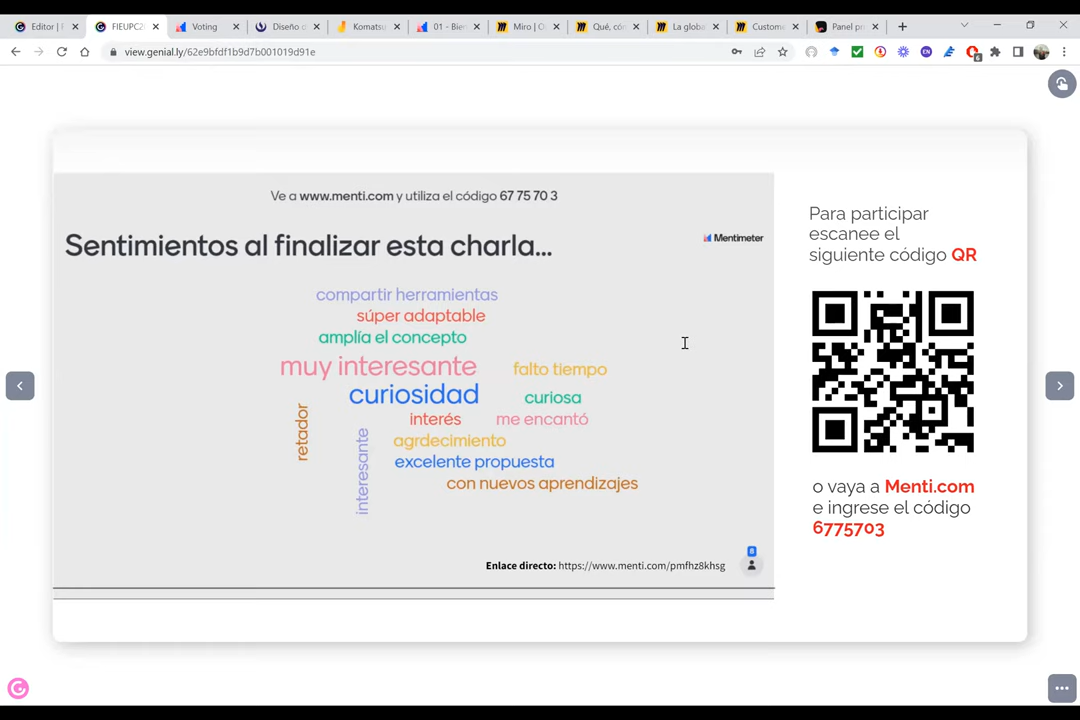 Editor | F
FIEUPC2
Voting
Diseño d
Komatsu
01 - Bien
Miro | O
Qué, cón
La globa
Custome
Panel pr
view.genial.ly/62e9bfdf1b9d7b001019d91e
Ve a www.menti.com y utiliza el código 67 75 70 3
Sentimientos al finalizar esta charla...
Mentimeter
compartir herramientas
súper adaptable
amplía el concepto
muy interesante
falto tiempo
curiosidad
curiosa
interés
me encantó
retador
agrdecimiento
interesante
excelente propuesta
con nuevos aprendizajes
Enlace directo: https://www.menti.com/pmfhz8khsg
8
Para participar
escanee el
siguiente código QR
o vaya a Menti.com
e ingrese el código
6775703